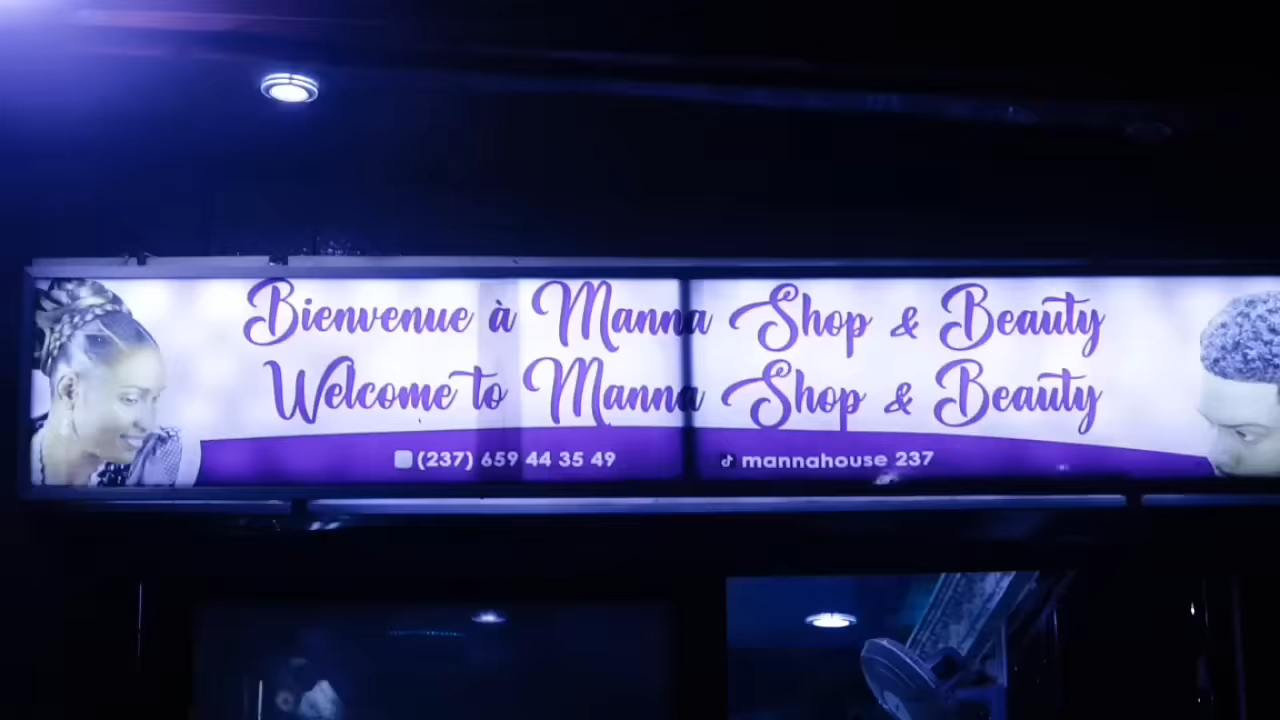 Bienvenue à Manna Shop & Beauty
Welcome to Manna Shop & Beauty
(237) 659 44 35 49
mannahouse 237